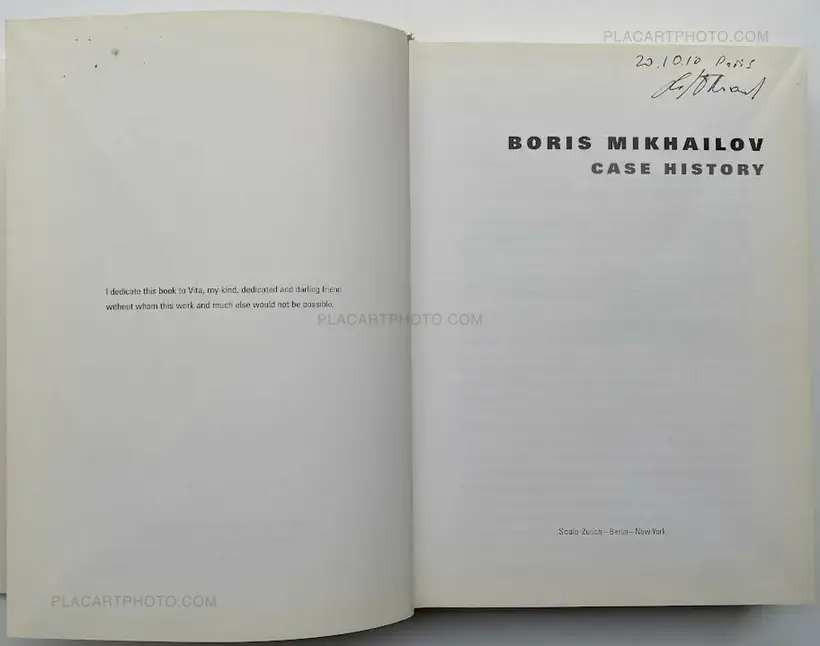 PLACARTPHOTO.COM
20.10.10 Paris
BORIS MIKHAILOV
CASE HISTORY
I dedicate this book to Vita, my kind, dedicated and darling friend
without whom this work and much else would not be possible.
PLACARTPHOTO.COM
Scalo Zurich – Berlin – New York
PLACARTPHOTO.COM